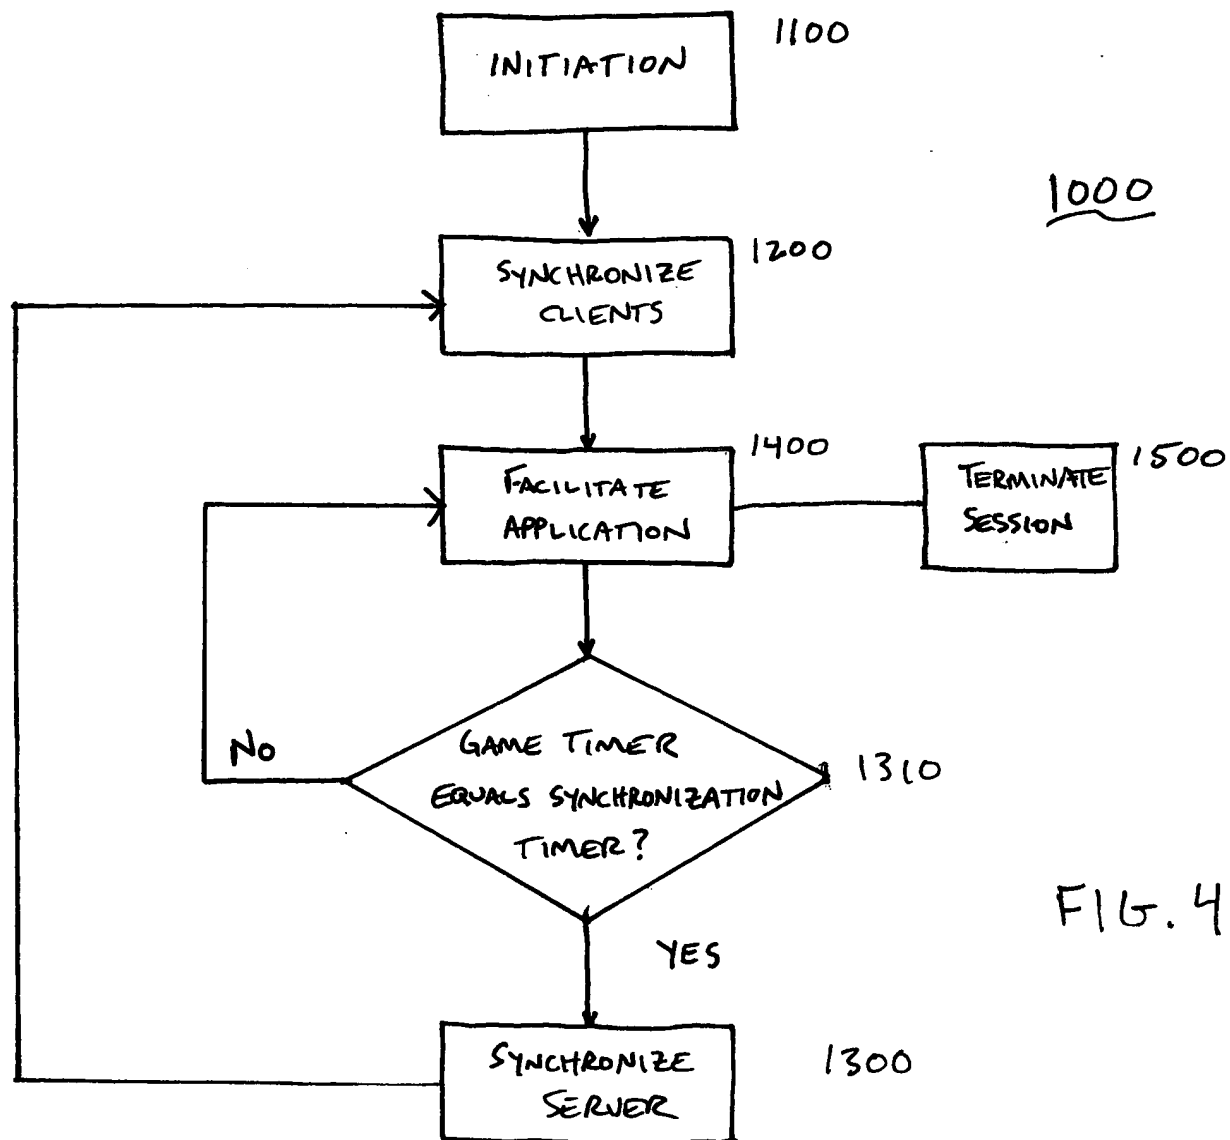 1100
INITIATION
1000
1200
SYNCHRONIZE
CLIENTS
1400
FACILITATE
APPLICATION
1500
TERMINATE
SESSION
No
GAME TIMER
EQUALS SYNCHRONIZATION
TIMER?
1310
FIG. 4
YES
SYNCHRONIZE
SERVER
1300